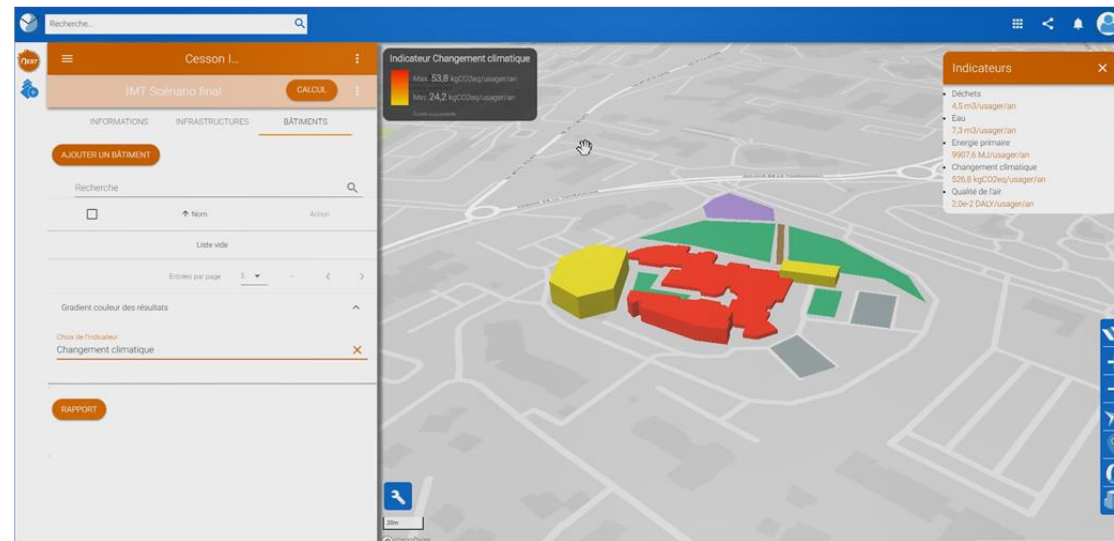 Recherche...
nest
Cesson I...
IMT Scénario final
CALCUL
INFORMATIONS
INFRASTRUCTURES
BÂTIMENTS
AJOUTER UN BÂTIMENT
Recherche
Nom
Action
Liste vide
Entrées par page
5
Gradient couleur des résultats
Choix de l'indicateur
Changement climatique
RAPPORT
Indicateur Changement climatique
Max. 53,8 kgCO2eq/usager/an
Min. 24,2 kgCO2eq/usager/an
20m
Indicateurs
Déchets
4,5 m3/usager/an
Eau
7,3 m3/usager/an
Energie primaire
9907,6 MJ/usager/an
Changement climatique
526,8 kgCO2eq/usager/an
Qualité de l'air
2,0e-2 DALY/usager/an